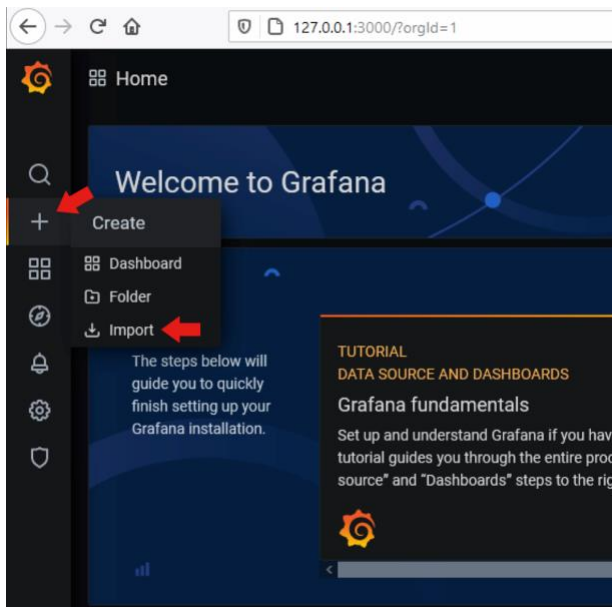 127.0.0.1:3000/?orgId=1
Home
Welcome to Grafana
Create
Dashboard
Folder
Import
The steps below will
guide you to quickly
finish setting up your
Grafana installation.
TUTORIAL
DATA SOURCE AND DASHBOARDS
Grafana fundamentals
Set up and understand Grafana if you hav
tutorial guides you through the entire proc
source" and "Dashboards" steps to the rig